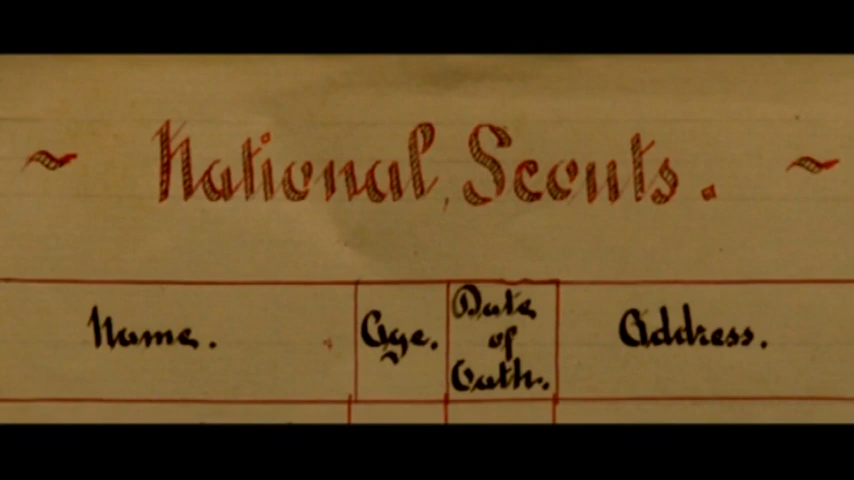 ~ National Scouts. ~
Name. Age. Date of Oath. Address.